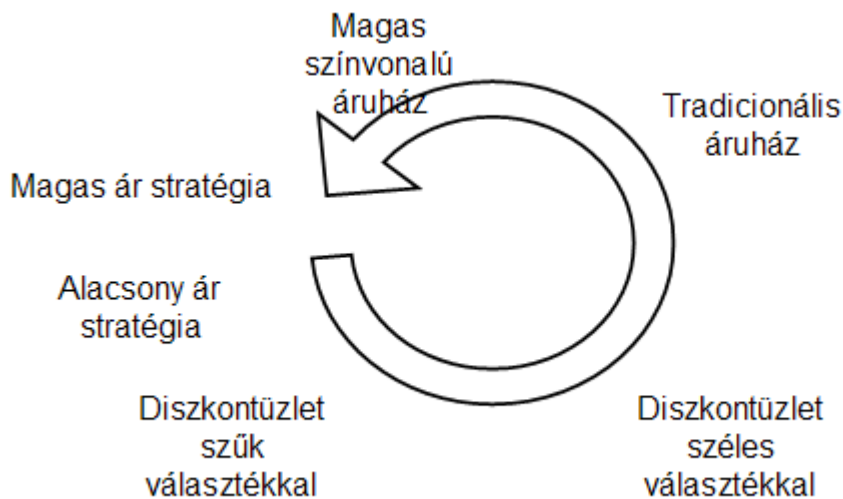 Magas
színvonalú
áruház
Tradicionális
áruház
Magas ár stratégia
Alacsony ár
stratégia
Diszkontüzlet
szűk
választékkal
Diszkontüzlet
széles
választékkal